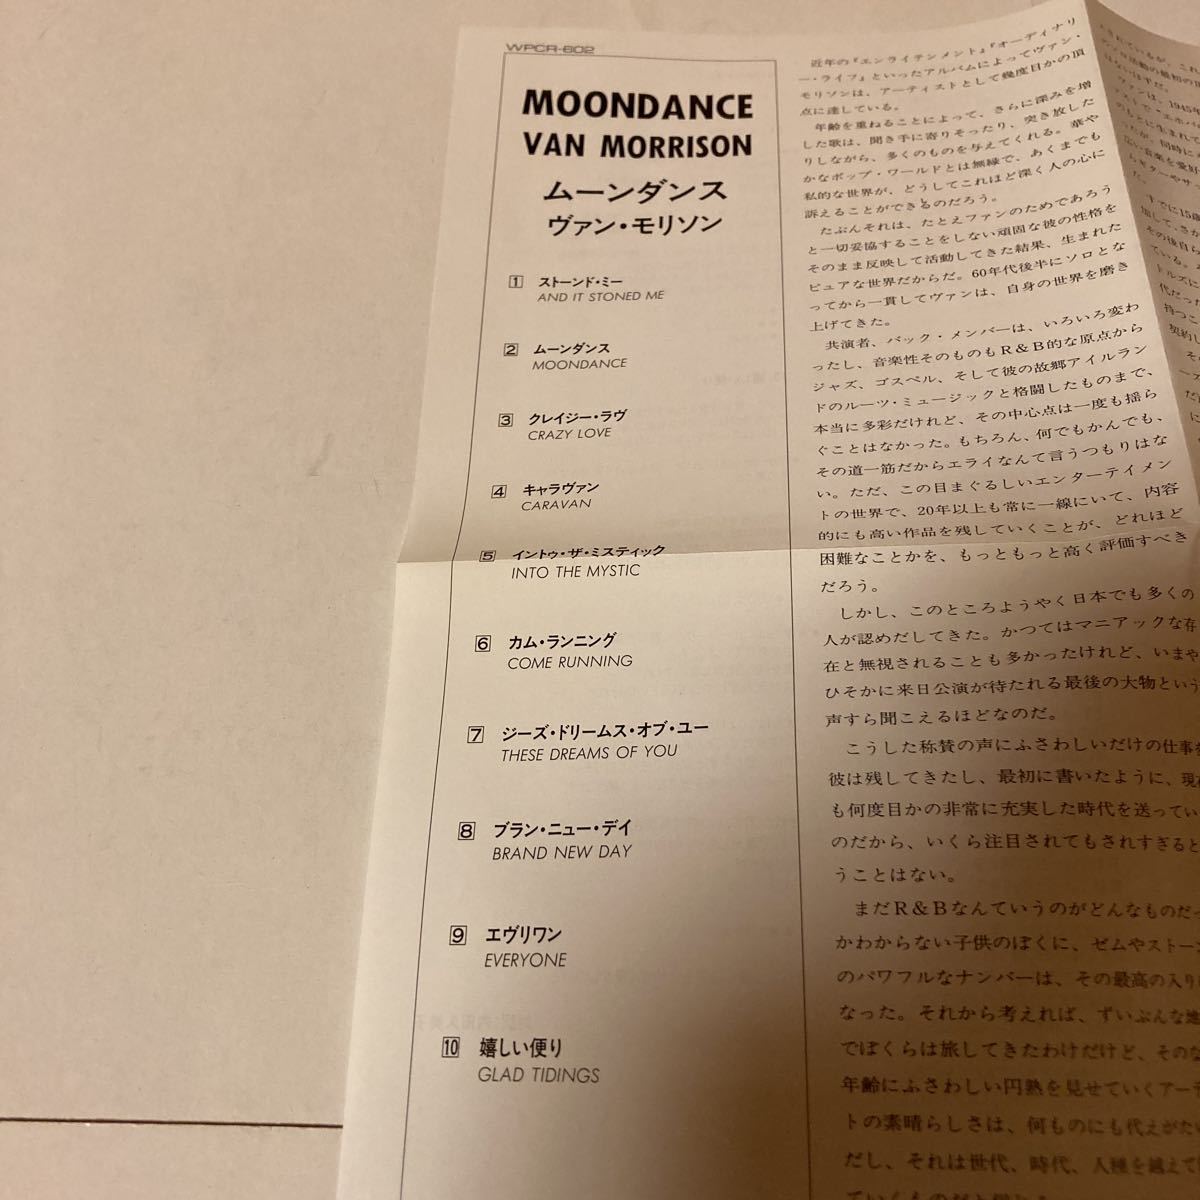 WPCR-602
MOONDANCE
VAN MORRISON
ムーンダンス
ヴァン・モリソン
1 ストーンド・ミー
AND IT STONED ME
2 ムーンダンス
MOONDANCE
3 クレイジー・ラヴ
CRAZY LOVE
4 キャラヴァン
CARAVAN
5 イントゥ・ザ・ミスティック
INTO THE MYSTIC
6 カム・ランニング
COME RUNNING
7 ジーズ・ドリームス・オブ・ユー
THESE DREAMS OF YOU
8 ブラン・ニュー・デイ
BRAND NEW DAY
9 エヴリワン
EVERYONE
10 嬉しい便り
GLAD TIDINGS
近年の『エンライテンメント』『オーディナリ
ー・ライフ』といったアルバムによってヴァン・
モリソンは、アーティストとして幾度目かの頂
点に達している。
年齢を重ねることによって、さらに深みを増
した歌は、聞き手に寄りそったり、突き放した
りしながら、多くのものを与えてくれる。華や
かなポップ・ワールドとは無縁で、あくまでも
私的な世界が、どうしてこれほど深く人の心に
訴えることができるのだろう。
たぶんそれは、たとえファンのためであろう
と一切妥協することをしない頑固な彼の性格を
そのまま反映して活動してきた結果、生まれた
ピュアな世界だからだ。60年代後半にソロとな
ってから一貫してヴァンは、自身の世界を磨き
上げてきた。
共演者、バック・メンバーは、いろいろ変わ
ったし、音楽性そのものもR&B的な原点から
ジャズ、ゴスペル、そして彼の故郷アイルラン
ドのルーツ・ミュージックと格闘したものまで、
本当に多彩だけれど、その中心点は一度も揺ら
ぐことはなかった。もちろん、何でもかんでも、
その道一筋だからエライなんて言うつもりはな
い。ただ、この目まぐるしいエンターテイメン
トの世界で、20年以上も常に一線にいて、内容
的にも高い作品を残していくことが、どれほど
困難なことかを、もっともっと高く評価すべき
だろう。
しかし、このところようやく日本でも多くの
人が認めだしてきた。かつてはマニアックな存
在と無視されることも多かったけれど、いまや
ひそかに来日公演が待たれる最後の大物という
声すら聞こえるほどなのだ。
こうした称賛の声にふさわしいだけの仕事を
彼は残してきたし、最初に書いたように、現在
も何度目かの非常に充実した時代を送ってい
のだから、いくら注目されてもされすぎると
うことはない。
まだR&Bなんていうのがどんなものだっ
かわからない子供のぼくに、ゼムやストーン
のパワフルなナンバーは、その最高の入り
なった。それから考えれば、ずいぶんな地
でぼくらは旅してきたわけだけど、そのな
年齢にふさわしい円熟を見せていくアーテ
トの素晴らしさは、何ものにも代えがたい
だし、それは世代、時代、人種を越えて